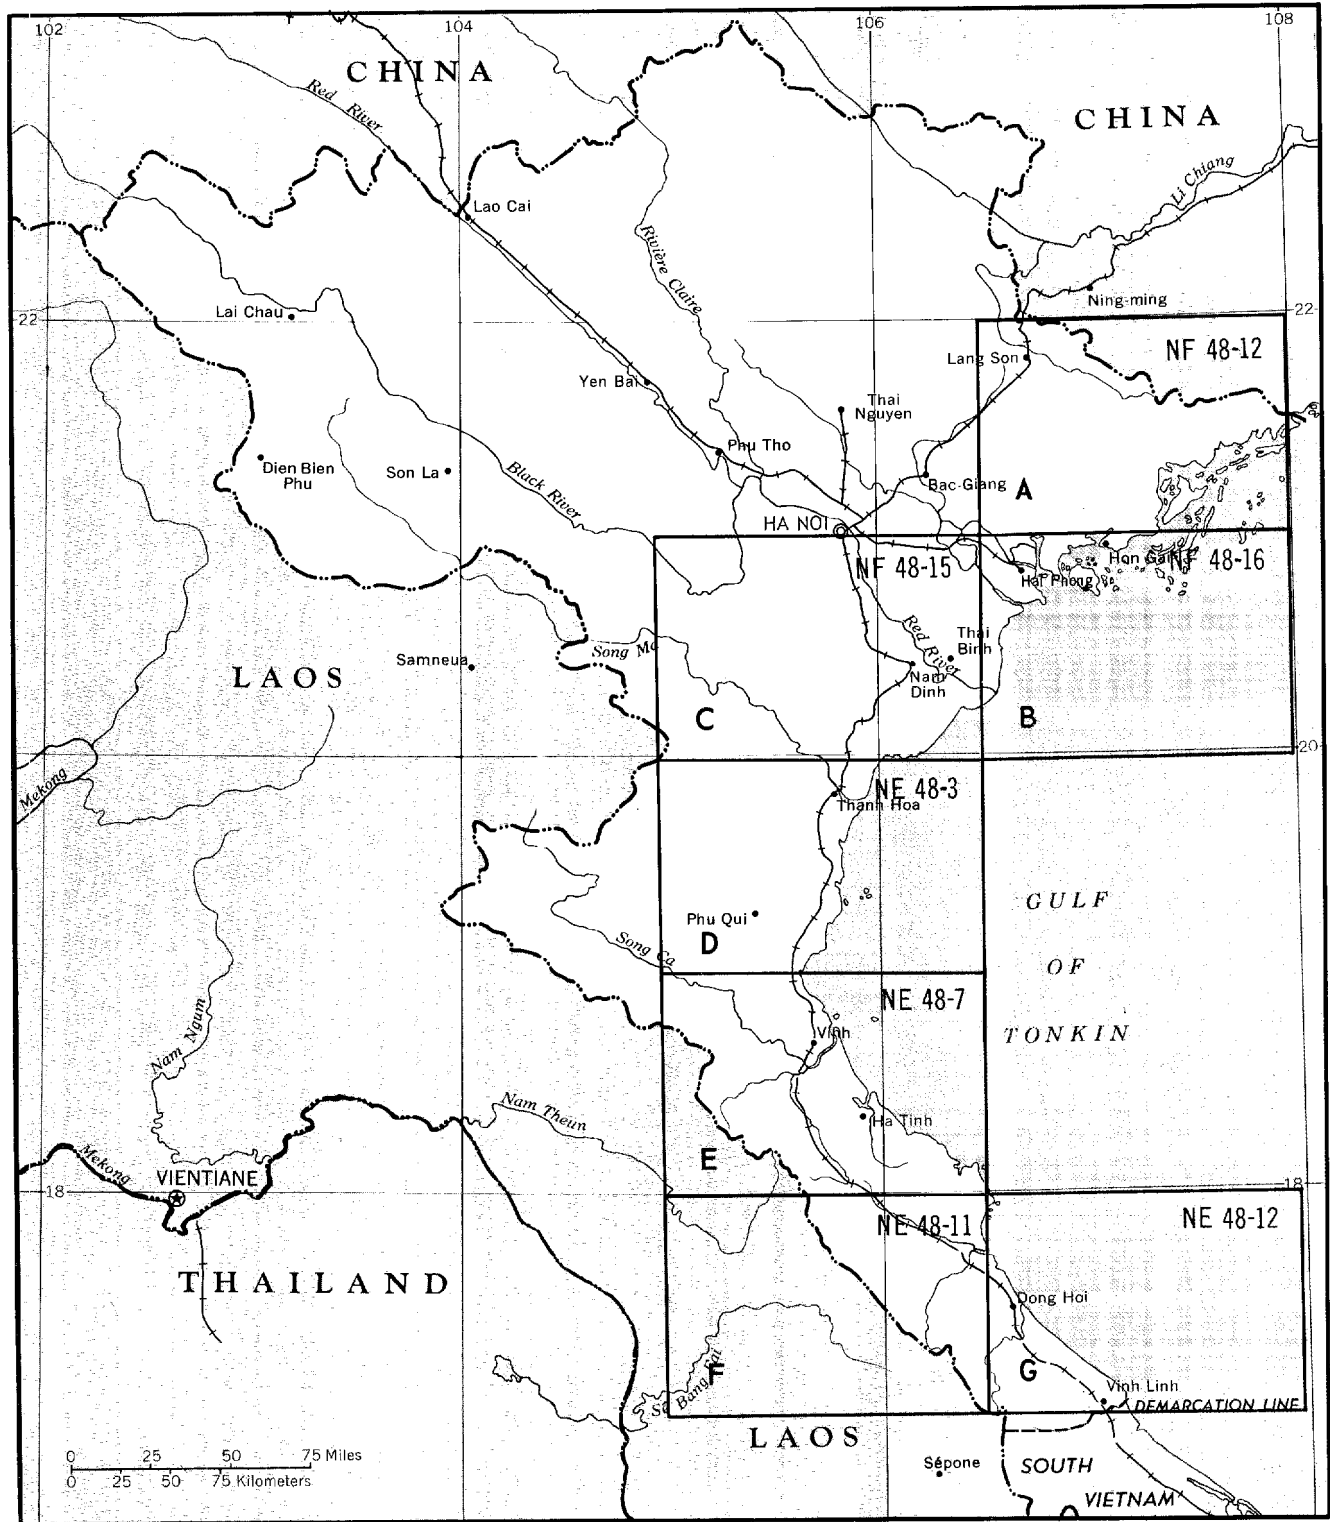 102
104
106
108
CHINA
Red River
CHINA
Li Chiang
Lao Cai
Rivière Claire
Lai Chau
Ning-ming
22
NF 48-12
Lang Son
Yen Bai
Thai
Nguyen
Phu Tho
Dien Bien
Phu
Son La
Black River
Bac-Giang
A
HA NOI
NF 48-15
Hon Gai
NF 48-16
Hai Phong
Red River
Thai
Binh
Song Ma
Samneua
LAOS
Nam
Dinh
C
B
20
Mekong
NE 48-3
Thanh Hoa
GULF
OF
TONKIN
Phu Qui
D
Song Ca
NE 48-7
Vinh
Nam Ngum
Nam Theun
Ha Tinh
Mekong
VIENTIANE
E
18
18
NE 48-11
NE 48-12
THAILAND
Dong Hoi
F
Bang Fai
G
Vinh Linh
DEMARCATION LINE
LAOS
0 25 50 75 Miles
0 25 50 75 Kilometers
Sépone
SOUTH
VIETNAM